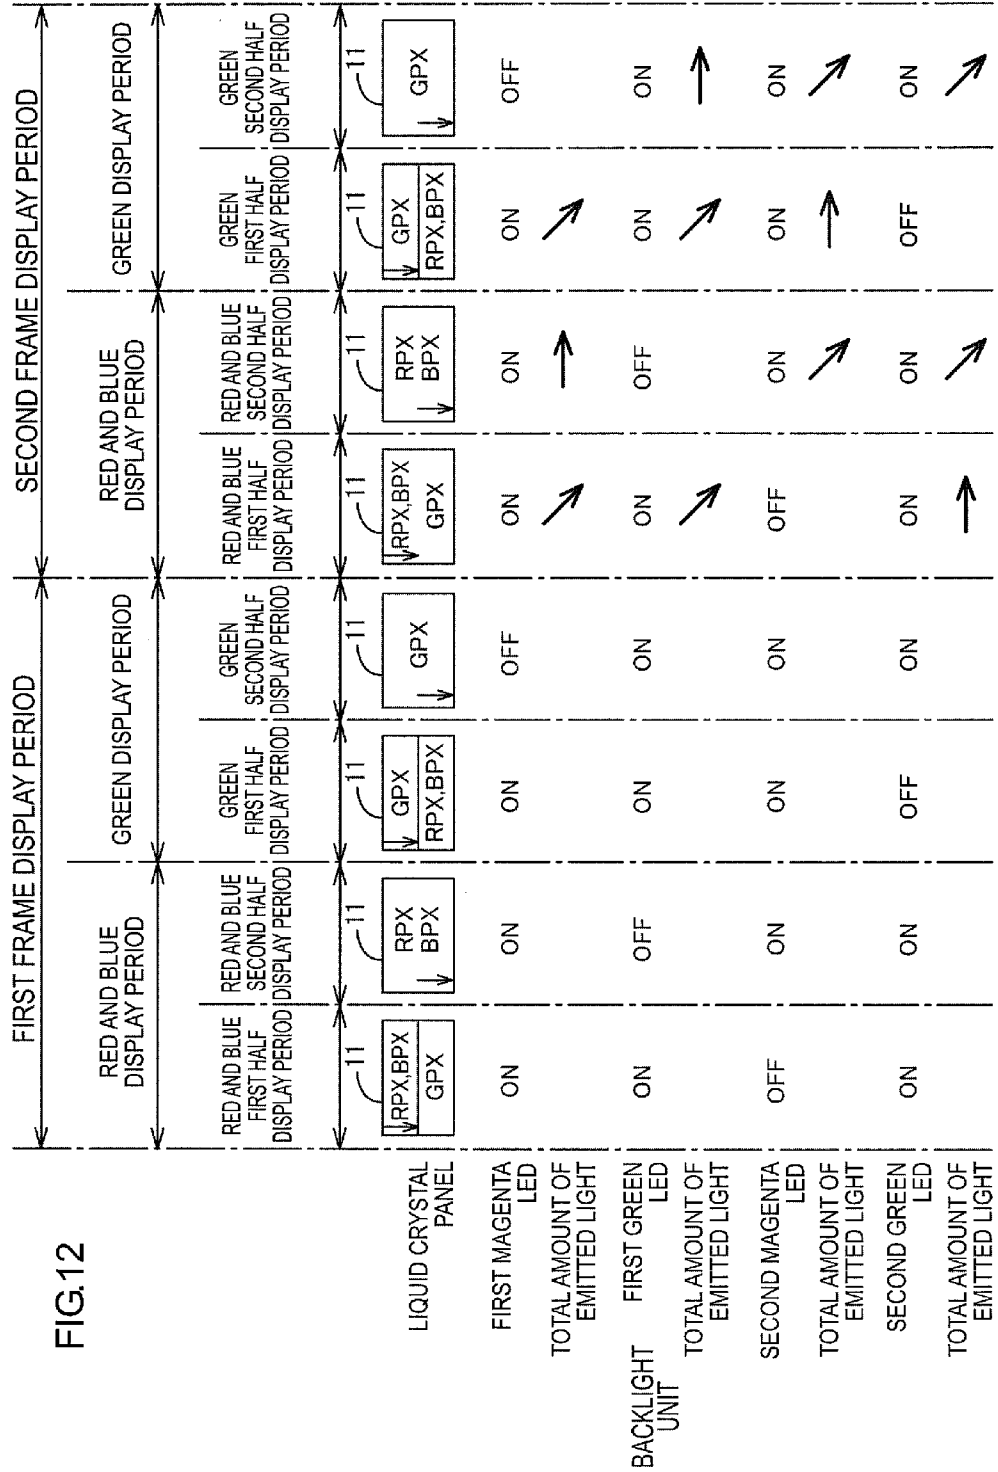 FIG.12
FIRST FRAME DISPLAY PERIOD
SECOND FRAME DISPLAY PERIOD
RED AND BLUE
DISPLAY PERIOD
GREEN DISPLAY PERIOD
RED AND BLUE
DISPLAY PERIOD
GREEN DISPLAY PERIOD
RED AND BLUE
FIRST HALF
DISPLAY PERIOD
RED AND BLUE
SECOND HALF
DISPLAY PERIOD
GREEN
FIRST HALF
DISPLAY PERIOD
GREEN
SECOND HALF
DISPLAY PERIOD
RED AND BLUE
FIRST HALF
DISPLAY PERIOD
RED AND BLUE
SECOND HALF
DISPLAY PERIOD
GREEN
FIRST HALF
DISPLAY PERIOD
GREEN
SECOND HALF
DISPLAY PERIOD
11 11 11 11 11 11 11 11
LIQUID CRYSTAL
PANEL
RPX,BPX
GPX
RPX
BPX
GPX
RPX,BPX
GPX
RPX,BPX
GPX
RPX
BPX
GPX
RPX,BPX
GPX
BACKLIGHT
UNIT
FIRST MAGENTA
LED
ON ON ON OFF ON ON ON OFF
TOTAL AMOUNT OF
EMITTED LIGHT
FIRST GREEN
LED
ON OFF ON ON ON OFF ON ON
TOTAL AMOUNT OF
EMITTED LIGHT
SECOND MAGENTA
LED
OFF ON ON ON OFF ON ON ON
TOTAL AMOUNT OF
EMITTED LIGHT
SECOND GREEN
LED
ON ON OFF ON ON ON OFF ON
TOTAL AMOUNT OF
EMITTED LIGHT